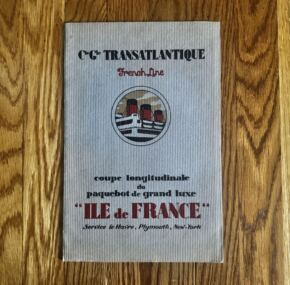 Cie Gle TRANSATLANTIQUE
French Line
coupe longitudinale
du
paquebot de grand luxe
"ILE de FRANCE"
Service le Havre, Plymouth, New-York